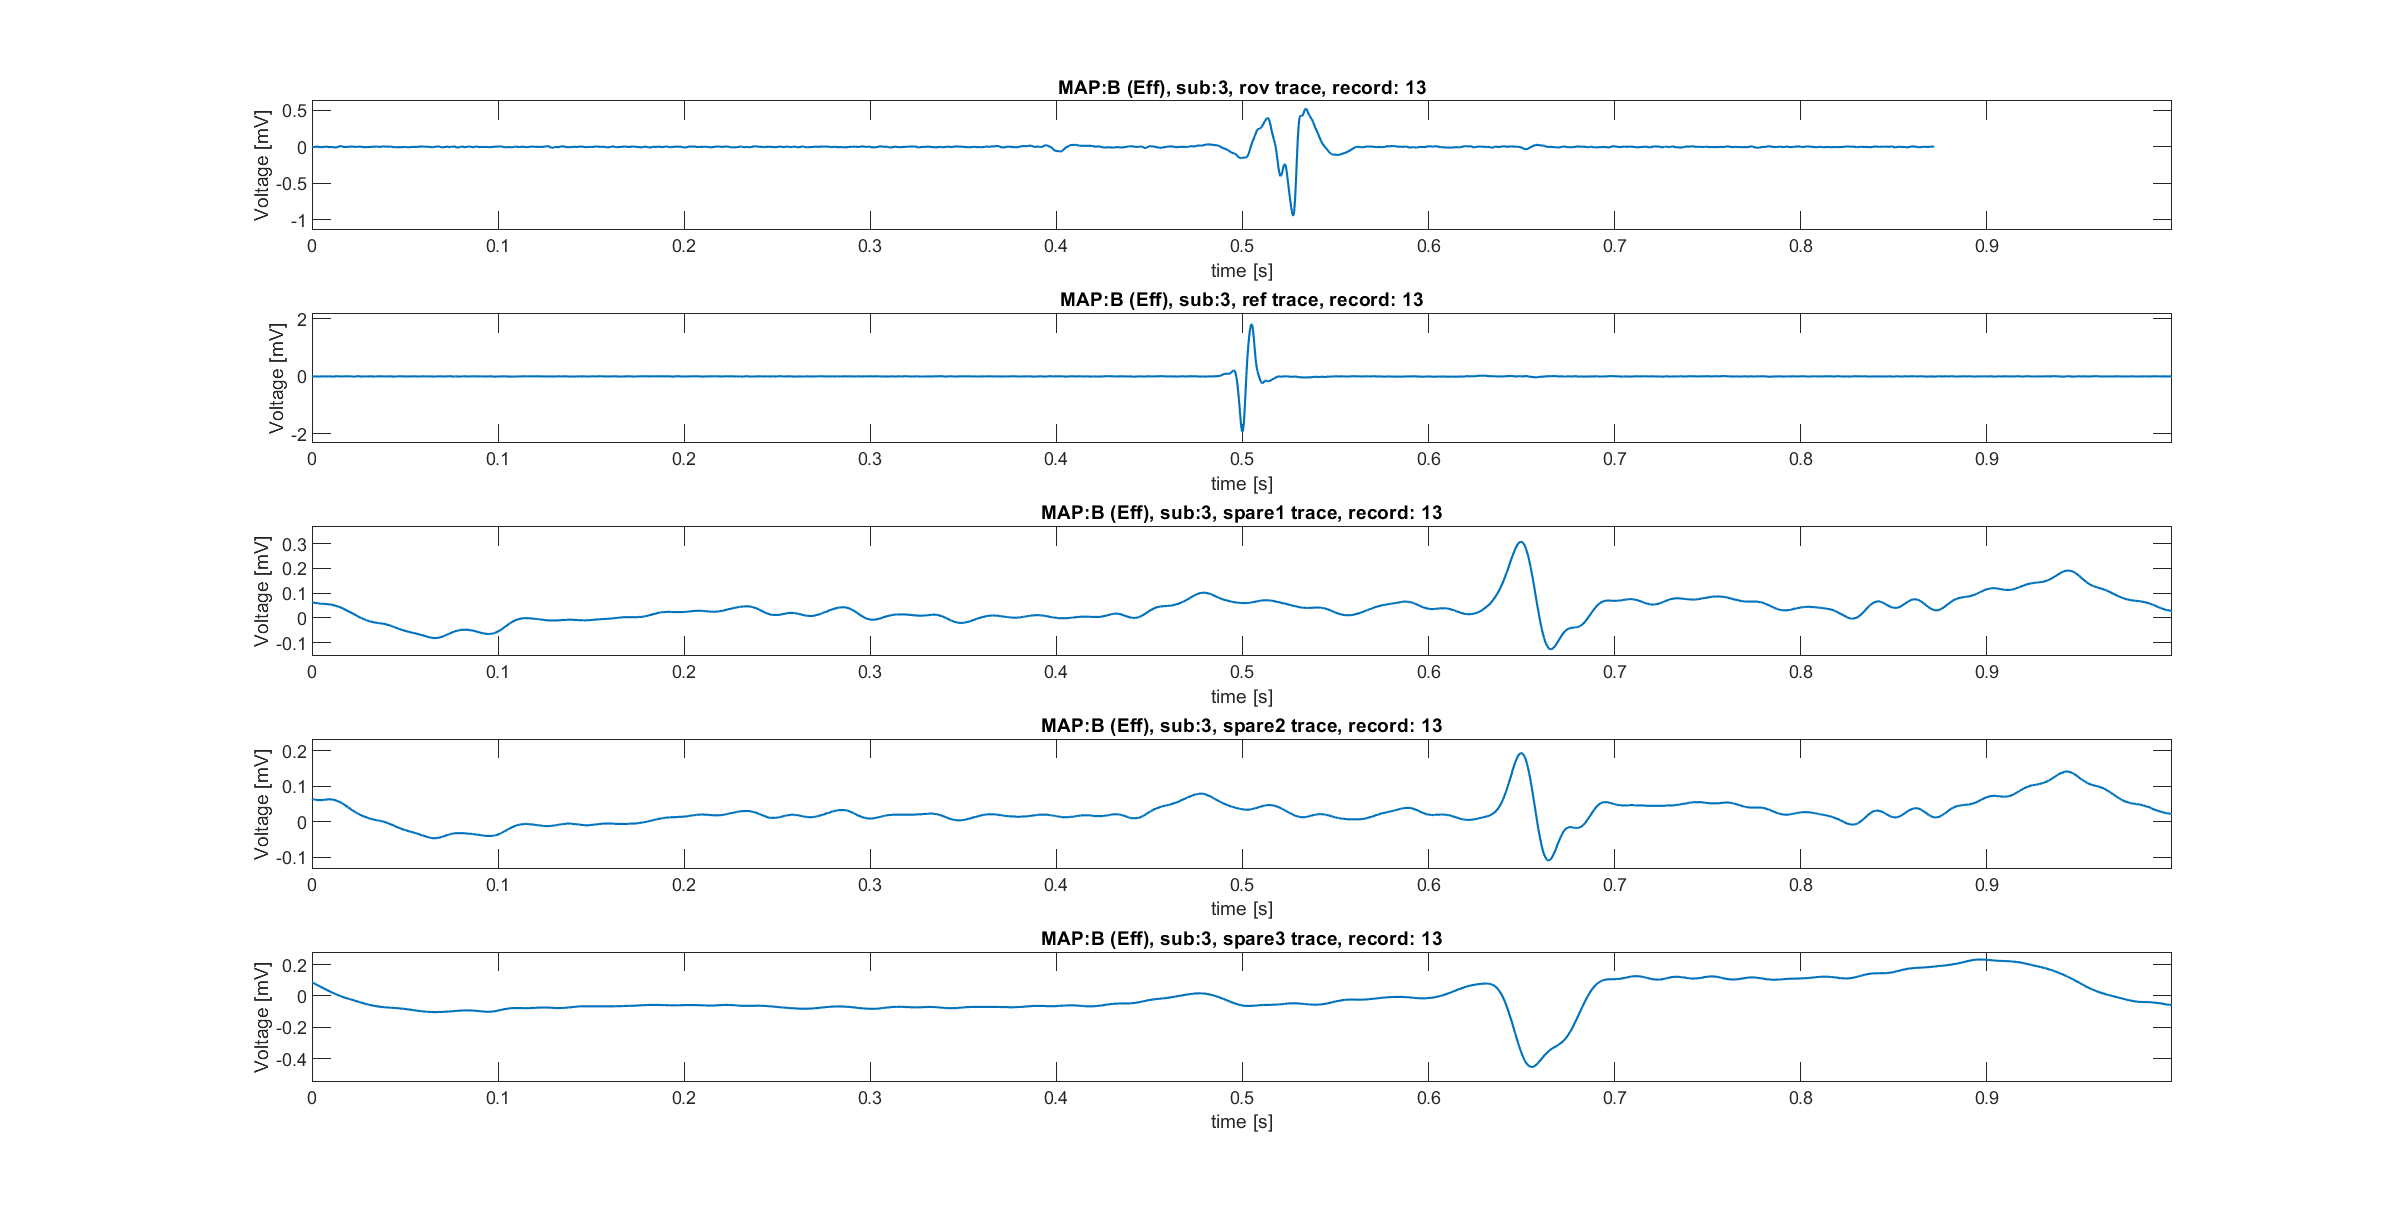 MAP:B (Eff), sub:3, rov trace, record: 13
Voltage [mV]
0.5
0
-0.5
-1
0 0.1 0.2 0.3 0.4 0.5 0.6 0.7 0.8 0.9
time [s]
MAP:B (Eff), sub:3, ref trace, record: 13
Voltage [mV]
2
0
-2
0 0.1 0.2 0.3 0.4 0.5 0.6 0.7 0.8 0.9
time [s]
MAP:B (Eff), sub:3, spare1 trace, record: 13
Voltage [mV]
0.3
0.2
0.1
0
-0.1
0 0.1 0.2 0.3 0.4 0.5 0.6 0.7 0.8 0.9
time [s]
MAP:B (Eff), sub:3, spare2 trace, record: 13
Voltage [mV]
0.2
0.1
0
-0.1
0 0.1 0.2 0.3 0.4 0.5 0.6 0.7 0.8 0.9
time [s]
MAP:B (Eff), sub:3, spare3 trace, record: 13
Voltage [mV]
0.2
0
-0.2
-0.4
0 0.1 0.2 0.3 0.4 0.5 0.6 0.7 0.8 0.9
time [s]